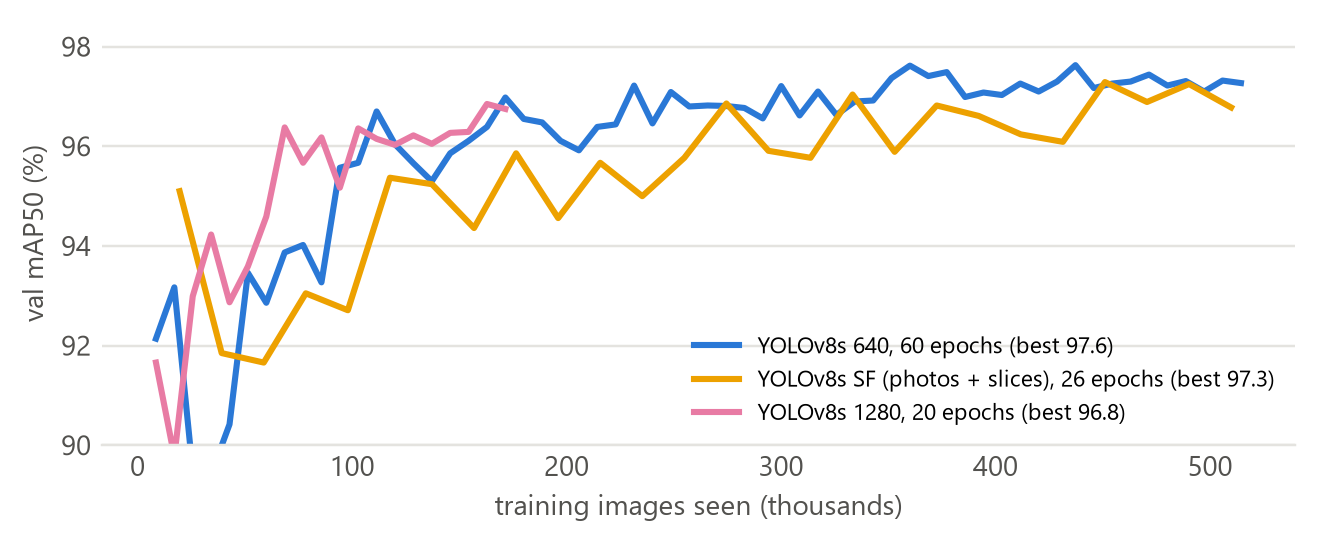 98
96
94
92
90
val mAP50 (%)
YOLOv8s 640, 60 epochs (best 97.6)
YOLOv8s SF (photos + slices), 26 epochs (best 97.3)
YOLOv8s 1280, 20 epochs (best 96.8)
0 100 200 300 400 500
training images seen (thousands)